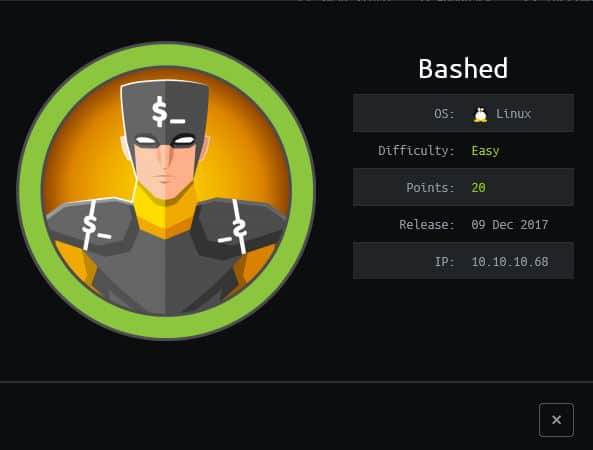 Bashed
OS: Linux
Difficulty: Easy
Points: 20
Release: 09 Dec 2017
IP: 10.10.10.68
$_
$_
_$